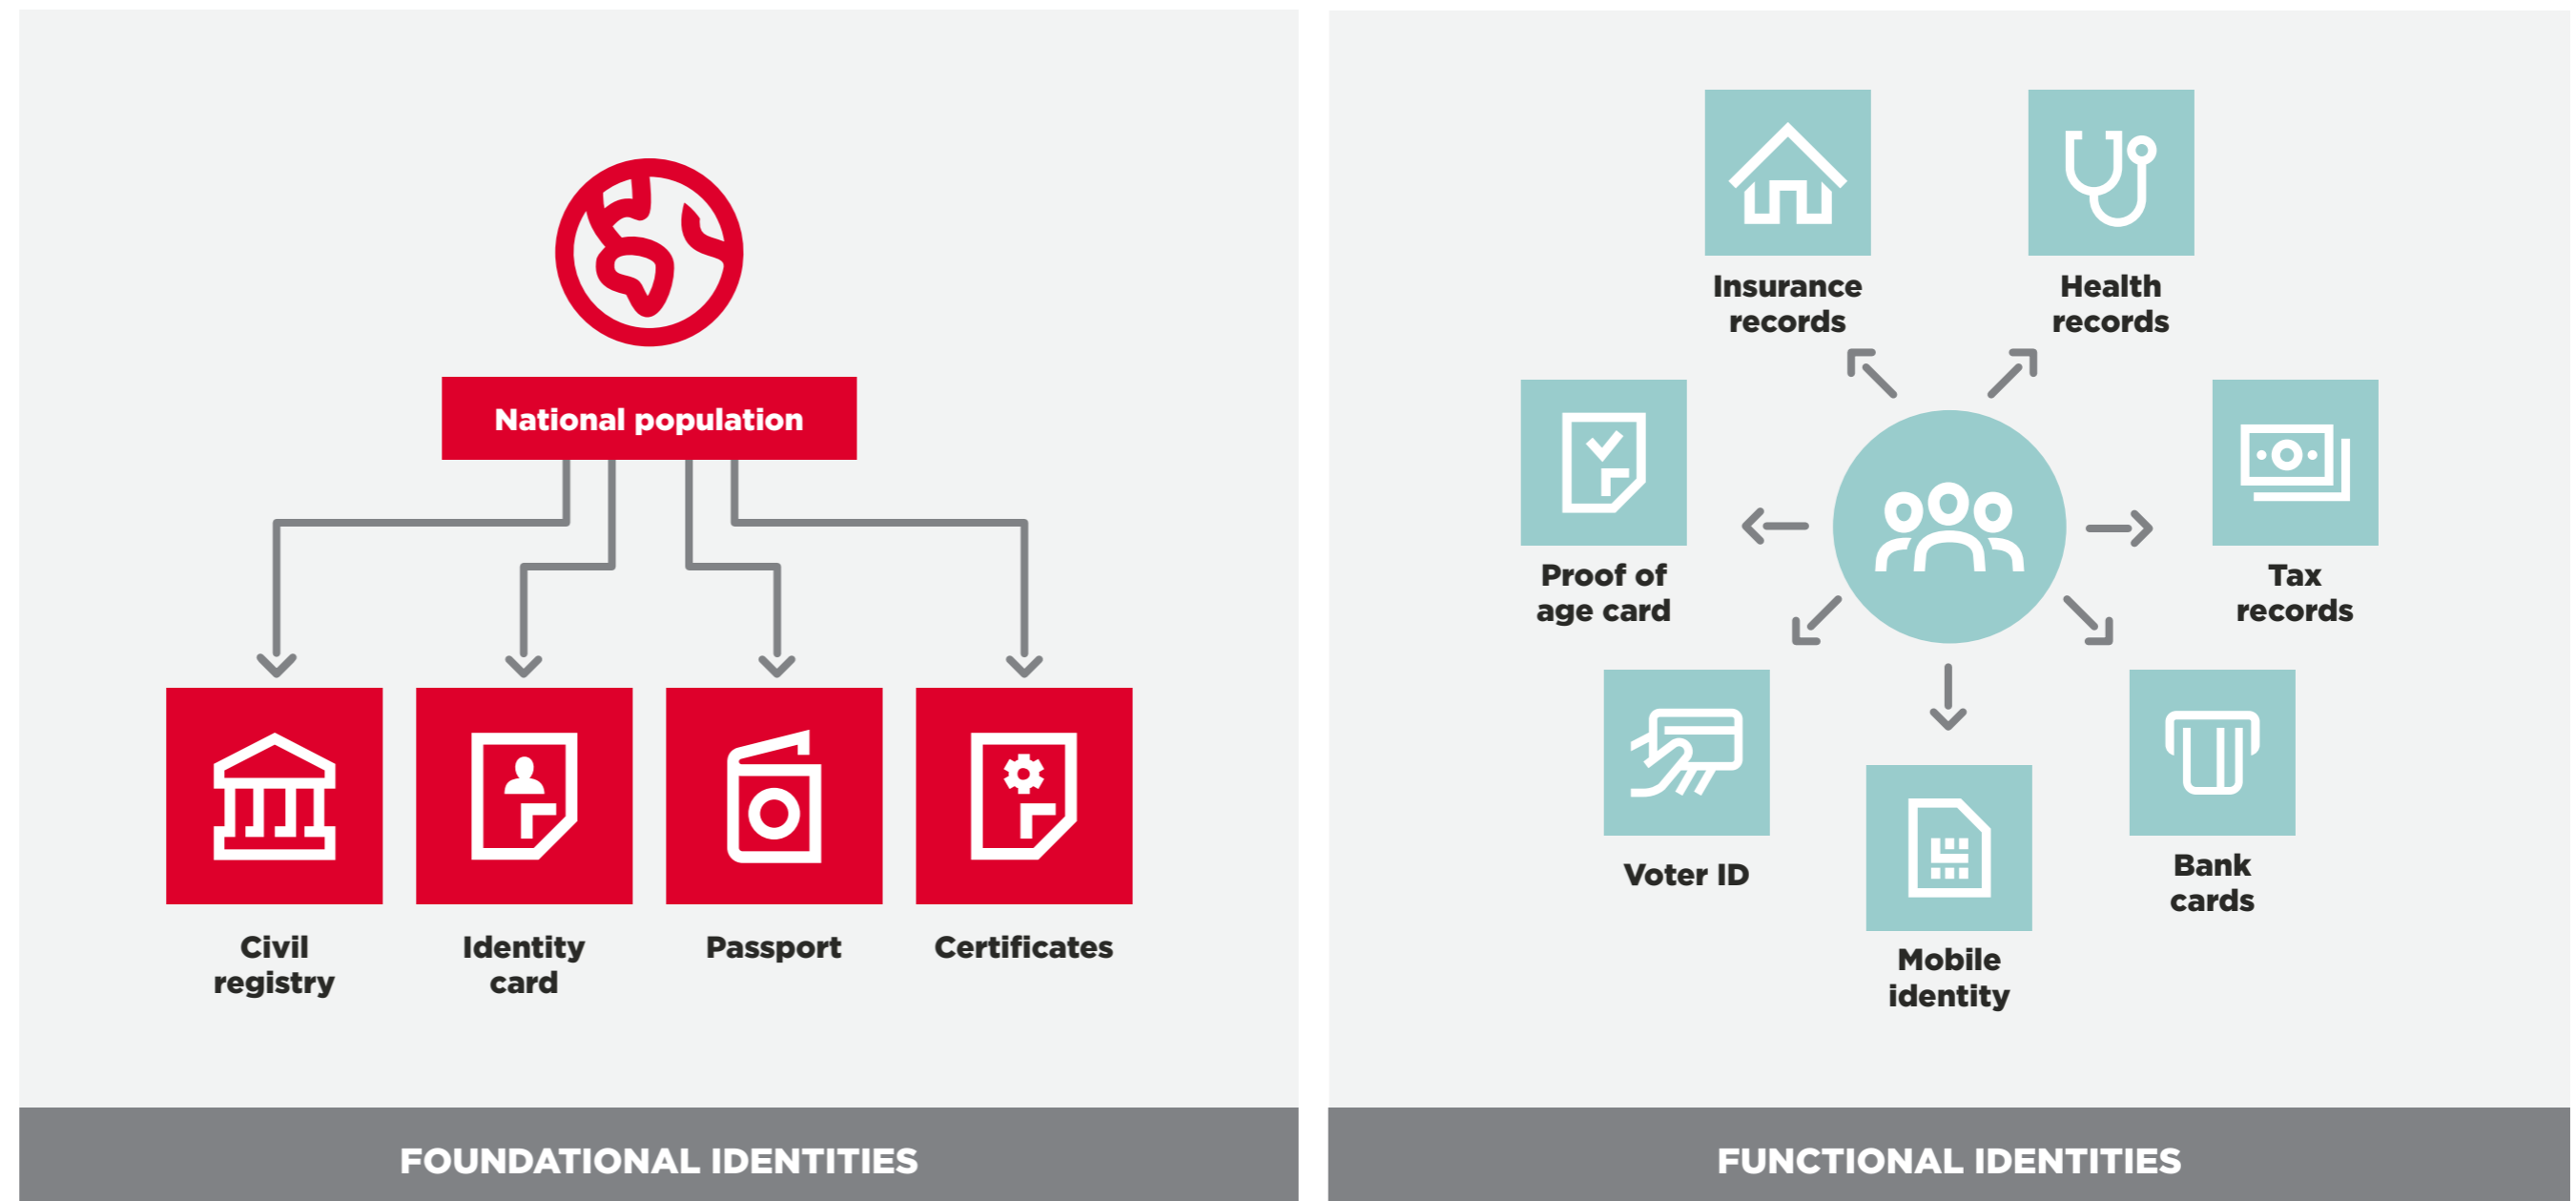 National population
Civil
registry
Identity
card
Passport
Certificates
FOUNDATIONAL IDENTITIES
Insurance
records
Health
records
Proof of
age card
Tax
records
Voter ID
Bank
cards
Mobile
identity
FUNCTIONAL IDENTITIES